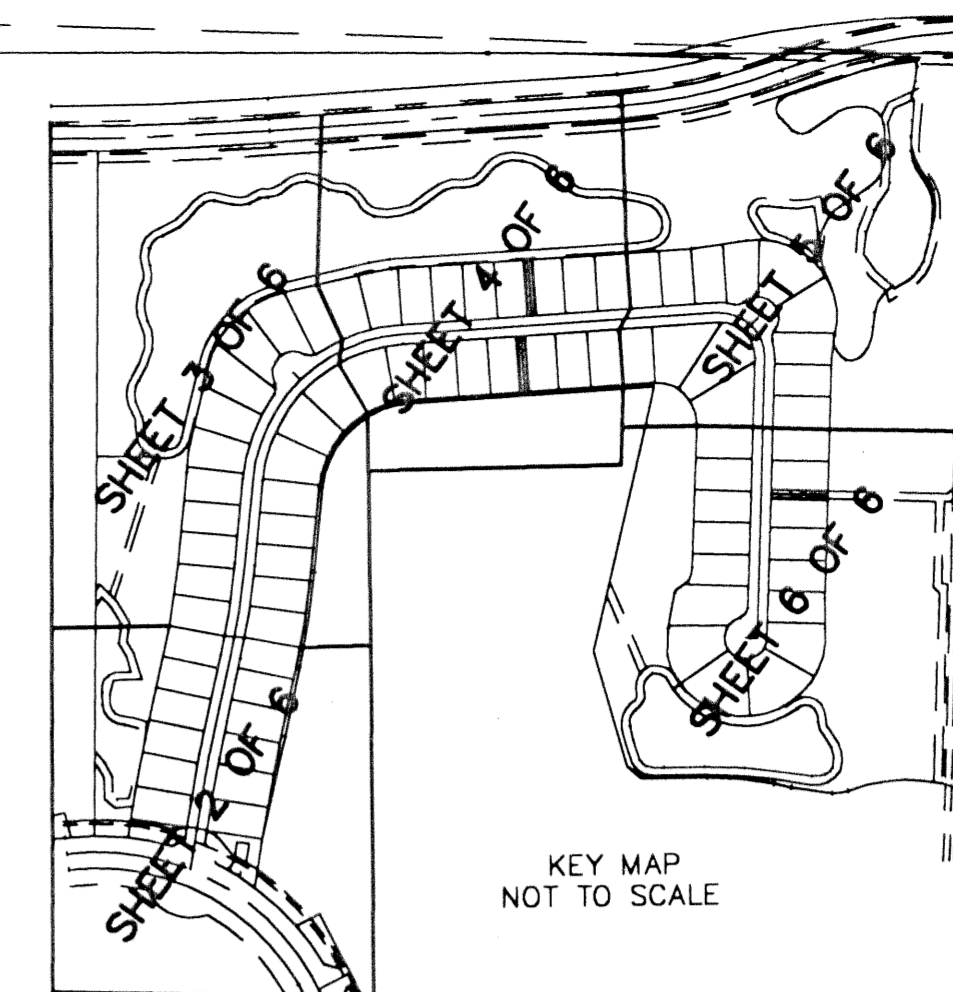 SHEET 3 OF 6
SHEET 4 OF 6
SHEET 5 OF 6
SHEET 6 OF 6
SHEET 2 OF 6
KEY MAP
NOT TO SCALE